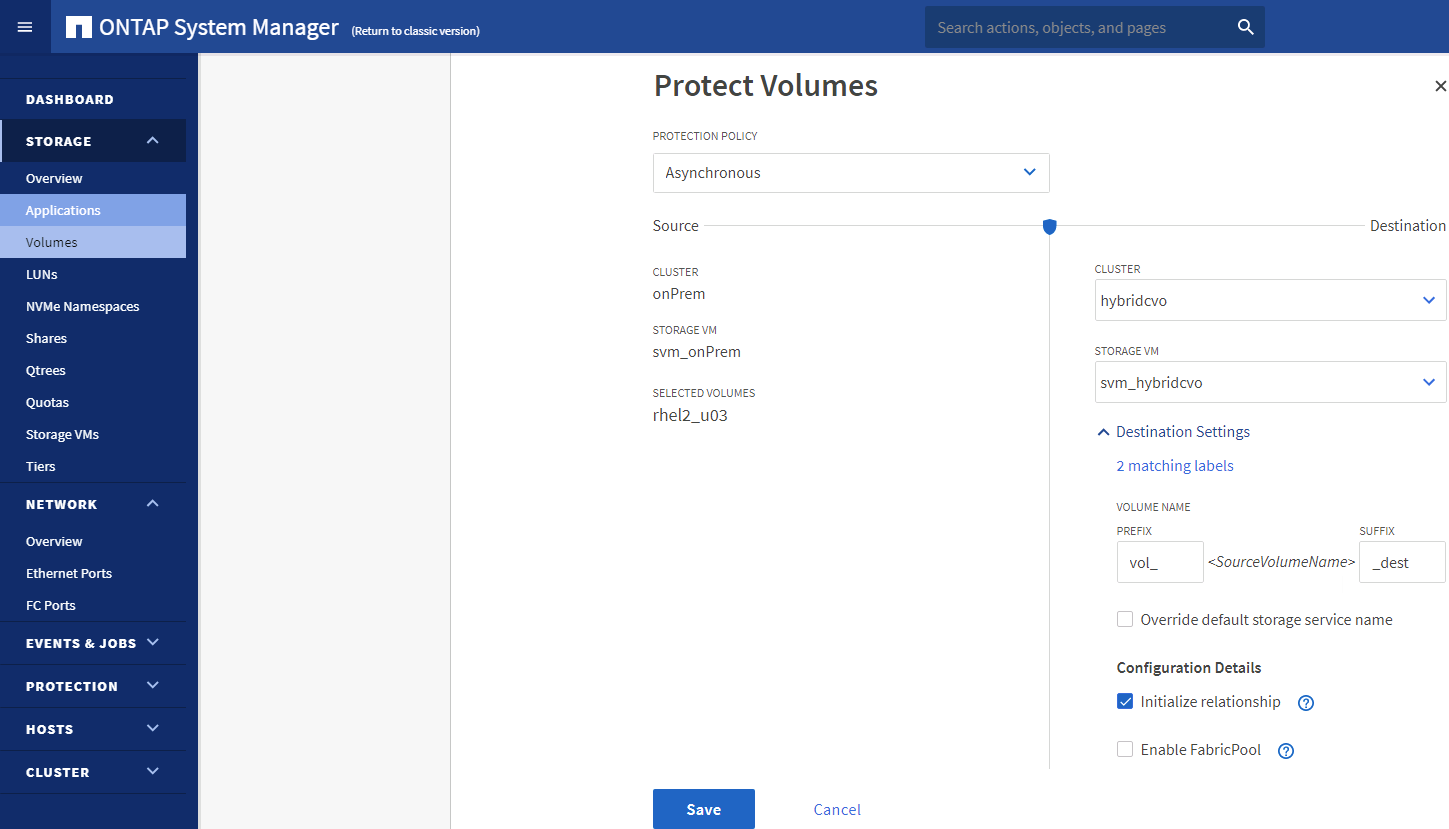 ONTAP System Manager (Return to classic version)
Search actions, objects, and pages
DASHBOARD
STORAGE
Overview
Applications
Volumes
LUNs
NVMe Namespaces
Shares
Qtrees
Quotas
Storage VMs
Tiers
NETWORK
Overview
Ethernet Ports
FC Ports
EVENTS & JOBS
PROTECTION
HOSTS
CLUSTER
Protect Volumes
PROTECTION POLICY
Asynchronous
Source
Destination
CLUSTER
onPrem
STORAGE VM
svm_onPrem
SELECTED VOLUMES
rhel2_u03
CLUSTER
hybridcvo
STORAGE VM
svm_hybridcvo
Destination Settings
2 matching labels
VOLUME NAME
PREFIX SUFFIX
vol_ <SourceVolumeName> _dest
Override default storage service name
Configuration Details
Initialize relationship ?
Enable FabricPool ?
Save Cancel